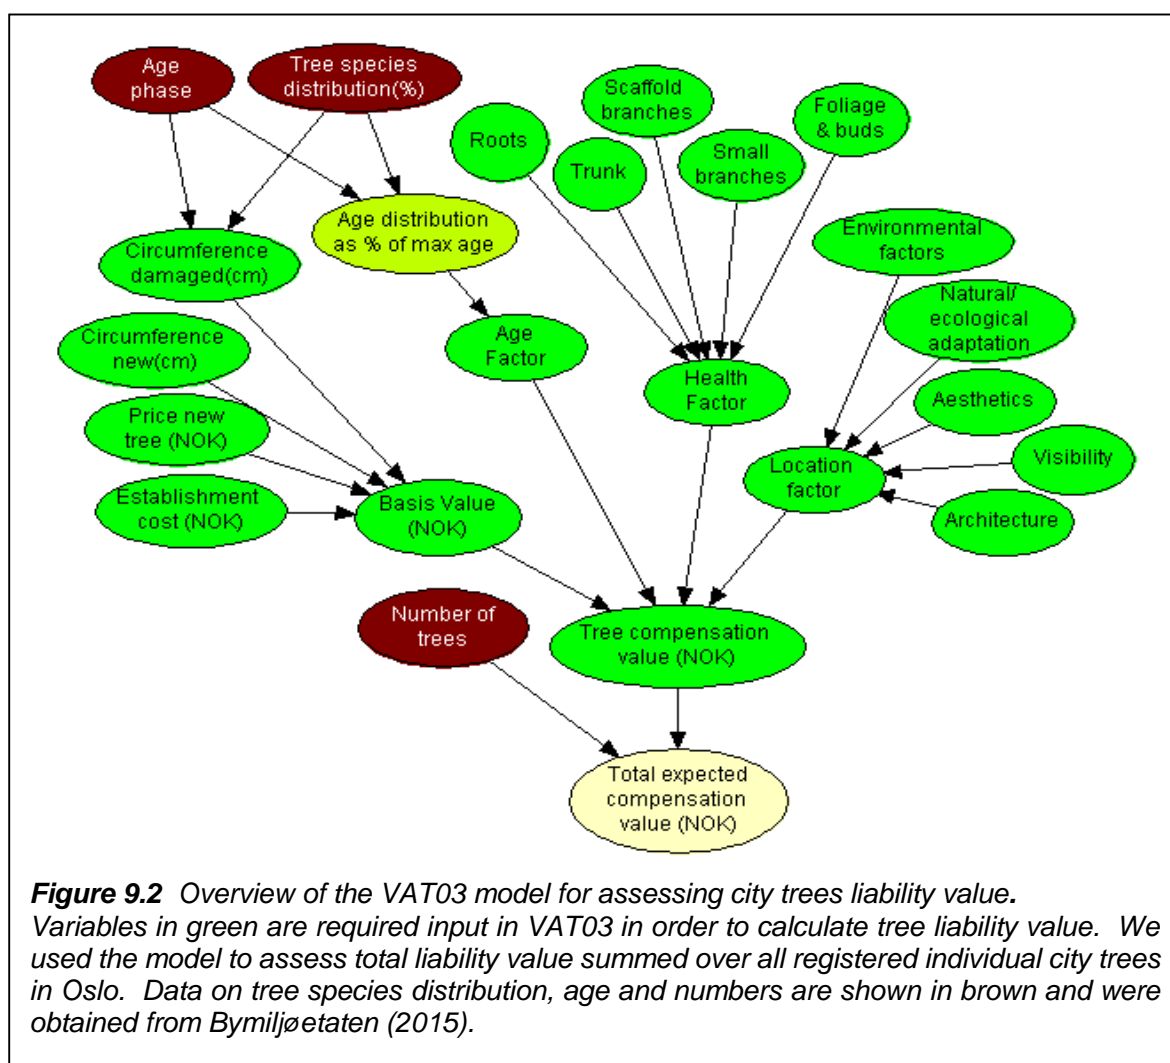 Age
phase
Tree species
distribution(%)
Scaffold
branches
Foliage
& buds
Roots
Trunk
Small
branches
Age distribution
as % of max age
Circumference
damaged(cm)
Environmental
factors
Natural/
ecological
adaptation
Circumference
new(cm)
Age
Factor
Health
Factor
Aesthetics
Price new
tree (NOK)
Visibility
Location
factor
Establishment
cost (NOK)
Basis Value
(NOK)
Architecture
Number of
trees
Tree compensation
value (NOK)
Total expected
compensation
value (NOK)
Figure 9.2 Overview of the VAT03 model for assessing city trees liability value.
Variables in green are required input in VAT03 in order to calculate tree liability value. We
used the model to assess total liability value summed over all registered individual city trees
in Oslo. Data on tree species distribution, age and numbers are shown in brown and were
obtained from Bymiljøetaten (2015).